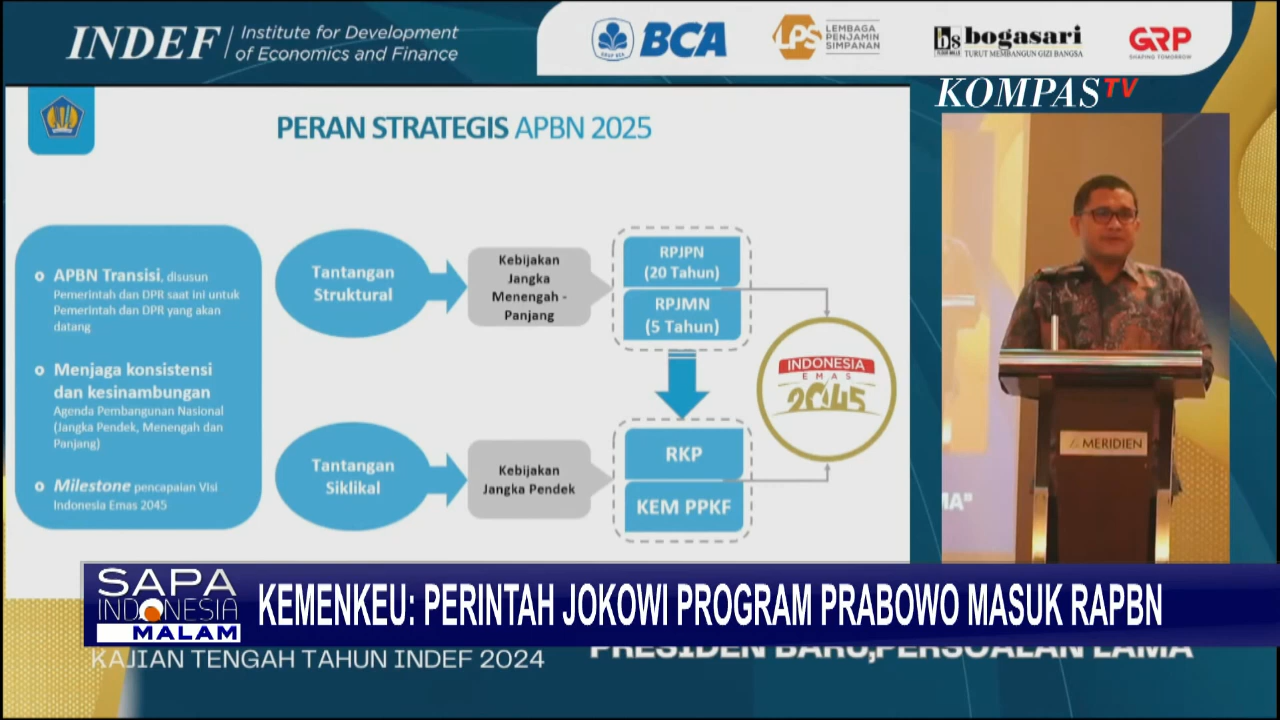 INDEF
Institute for Development
of Economics and Finance
BCA
LPS
LEMBAGA
PENJAMIN
SIMPANAN
bs
bogasari
TURUT MEMBANGUN GIZI BANGSA
GRP
SHAPING TOMORROW
KOMPAS TV
PERAN STRATEGIS APBN 2025
APBN Transisi, disusun
Pemerintah dan DPR saat ini untuk
Pemerintah dan DPR yang akan
datang
Menjaga konsistensi
dan kesinambungan
Agenda Pembangunan Nasional
(Jangka Pendek, Menengah dan
Panjang)
Milestone pencapaian Visi
Indonesia Emas 2045
Tantangan
Struktural
Kebijakan
Jangka
Menengah -
Panjang
RPJPN
(20 Tahun)
RPJMN
(5 Tahun)
INDONESIA
EMAS
2045
Tantangan
Siklikal
Kebijakan
Jangka Pendek
RKP
KEM PPKF
MERIDIEN
SAPA
INDONESIA
MALAM
KEMENKEU: PERINTAH JOKOWI PROGRAM PRABOWO MASUK RAPBN
KAJIAN TENGAH TAHUN INDEF 2024
PRESIDEN BARU,PERSOALAN LAMA